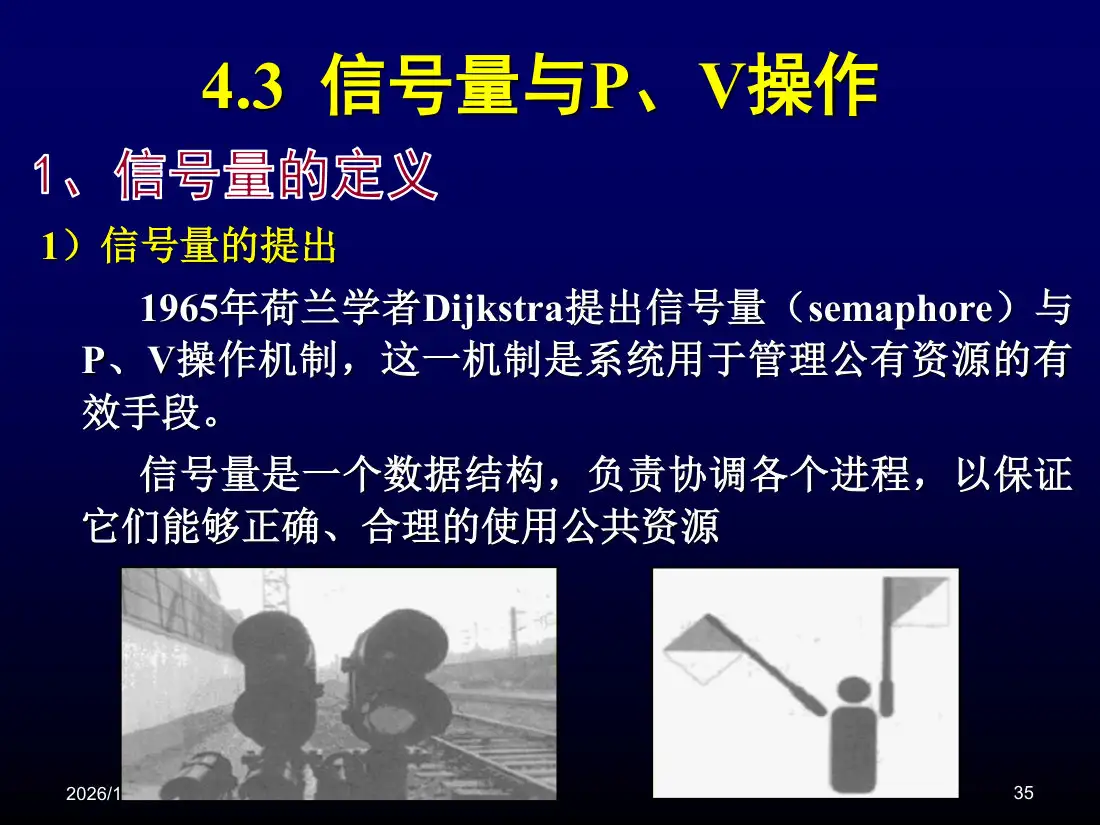 4.3 信号量与P、V操作
1、信号量的定义
1）信号量的提出
1965年荷兰学者Dijkstra提出信号量（semaphore）与
P、V操作机制，这一机制是系统用于管理公有资源的有
效手段。
信号量是一个数据结构，负责协调各个进程，以保证
它们能够正确、合理的使用公共资源
2026/1
35